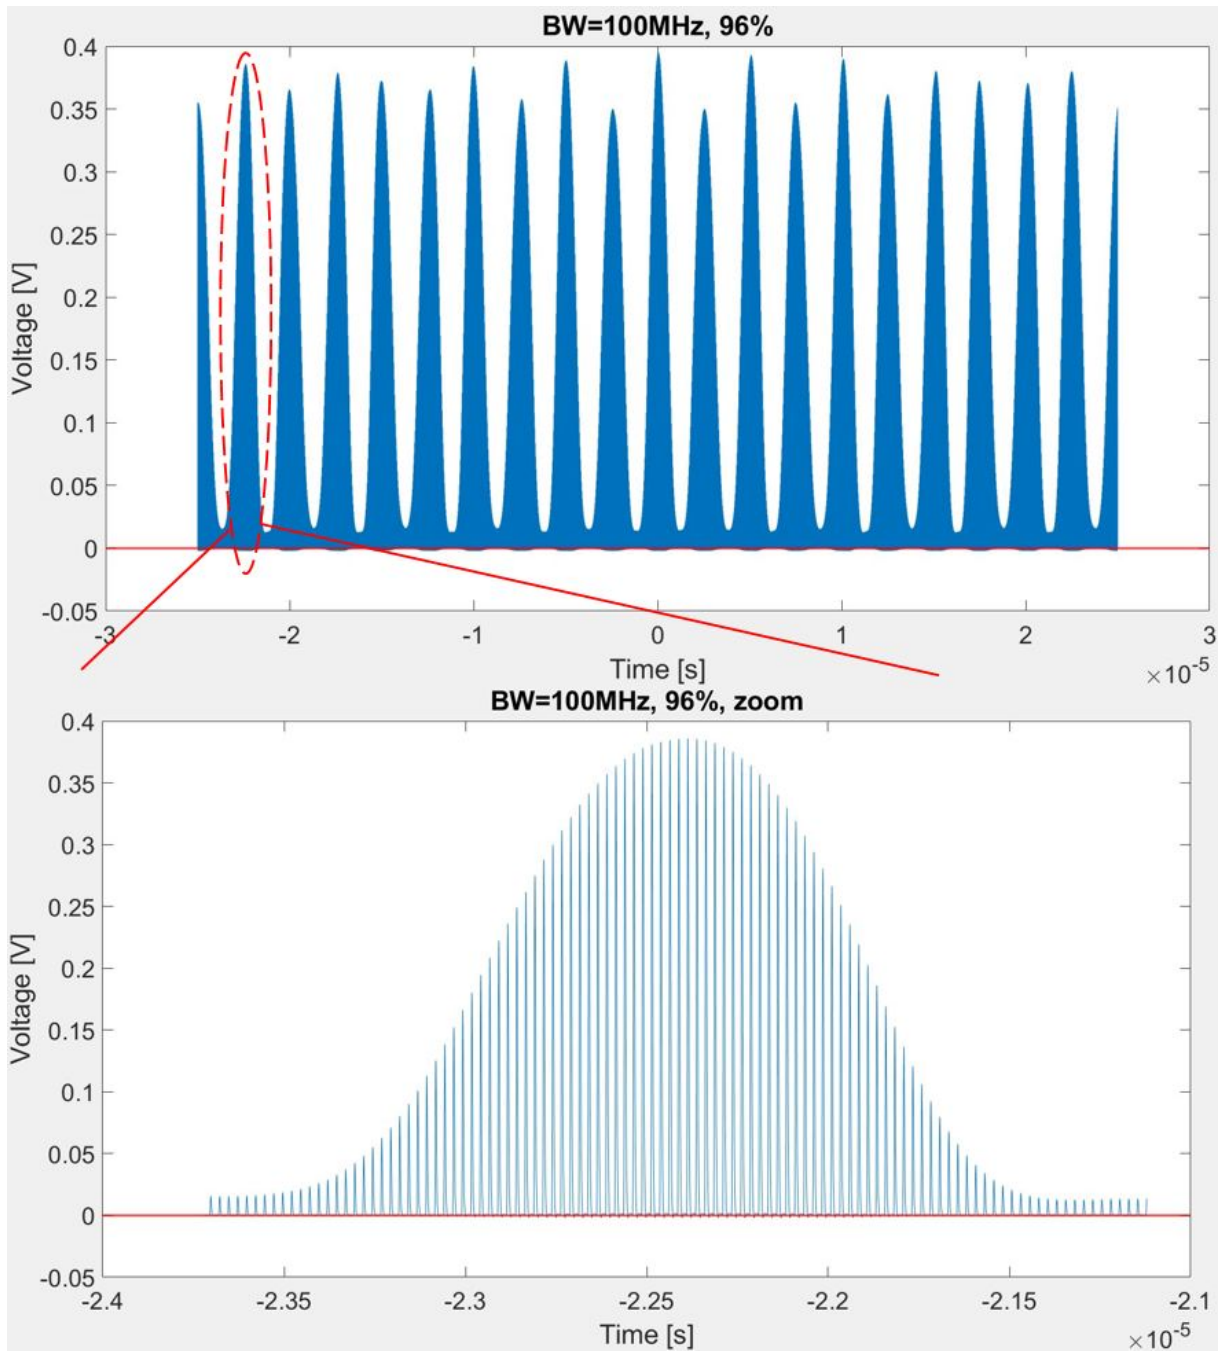 BW=100MHz, 96%
0.4
0.35
0.3
0.25
0.2
0.15
0.1
0.05
0
-0.05
Voltage [V]
-3 -2 -1 0 1 2 3
Time [s]
×10-5
BW=100MHz, 96%, zoom
0.4
0.35
0.3
0.25
0.2
0.15
0.1
0.05
0
-0.05
Voltage [V]
-2.4 -2.35 -2.3 -2.25 -2.2 -2.15 -2.1
Time [s]
×10-5